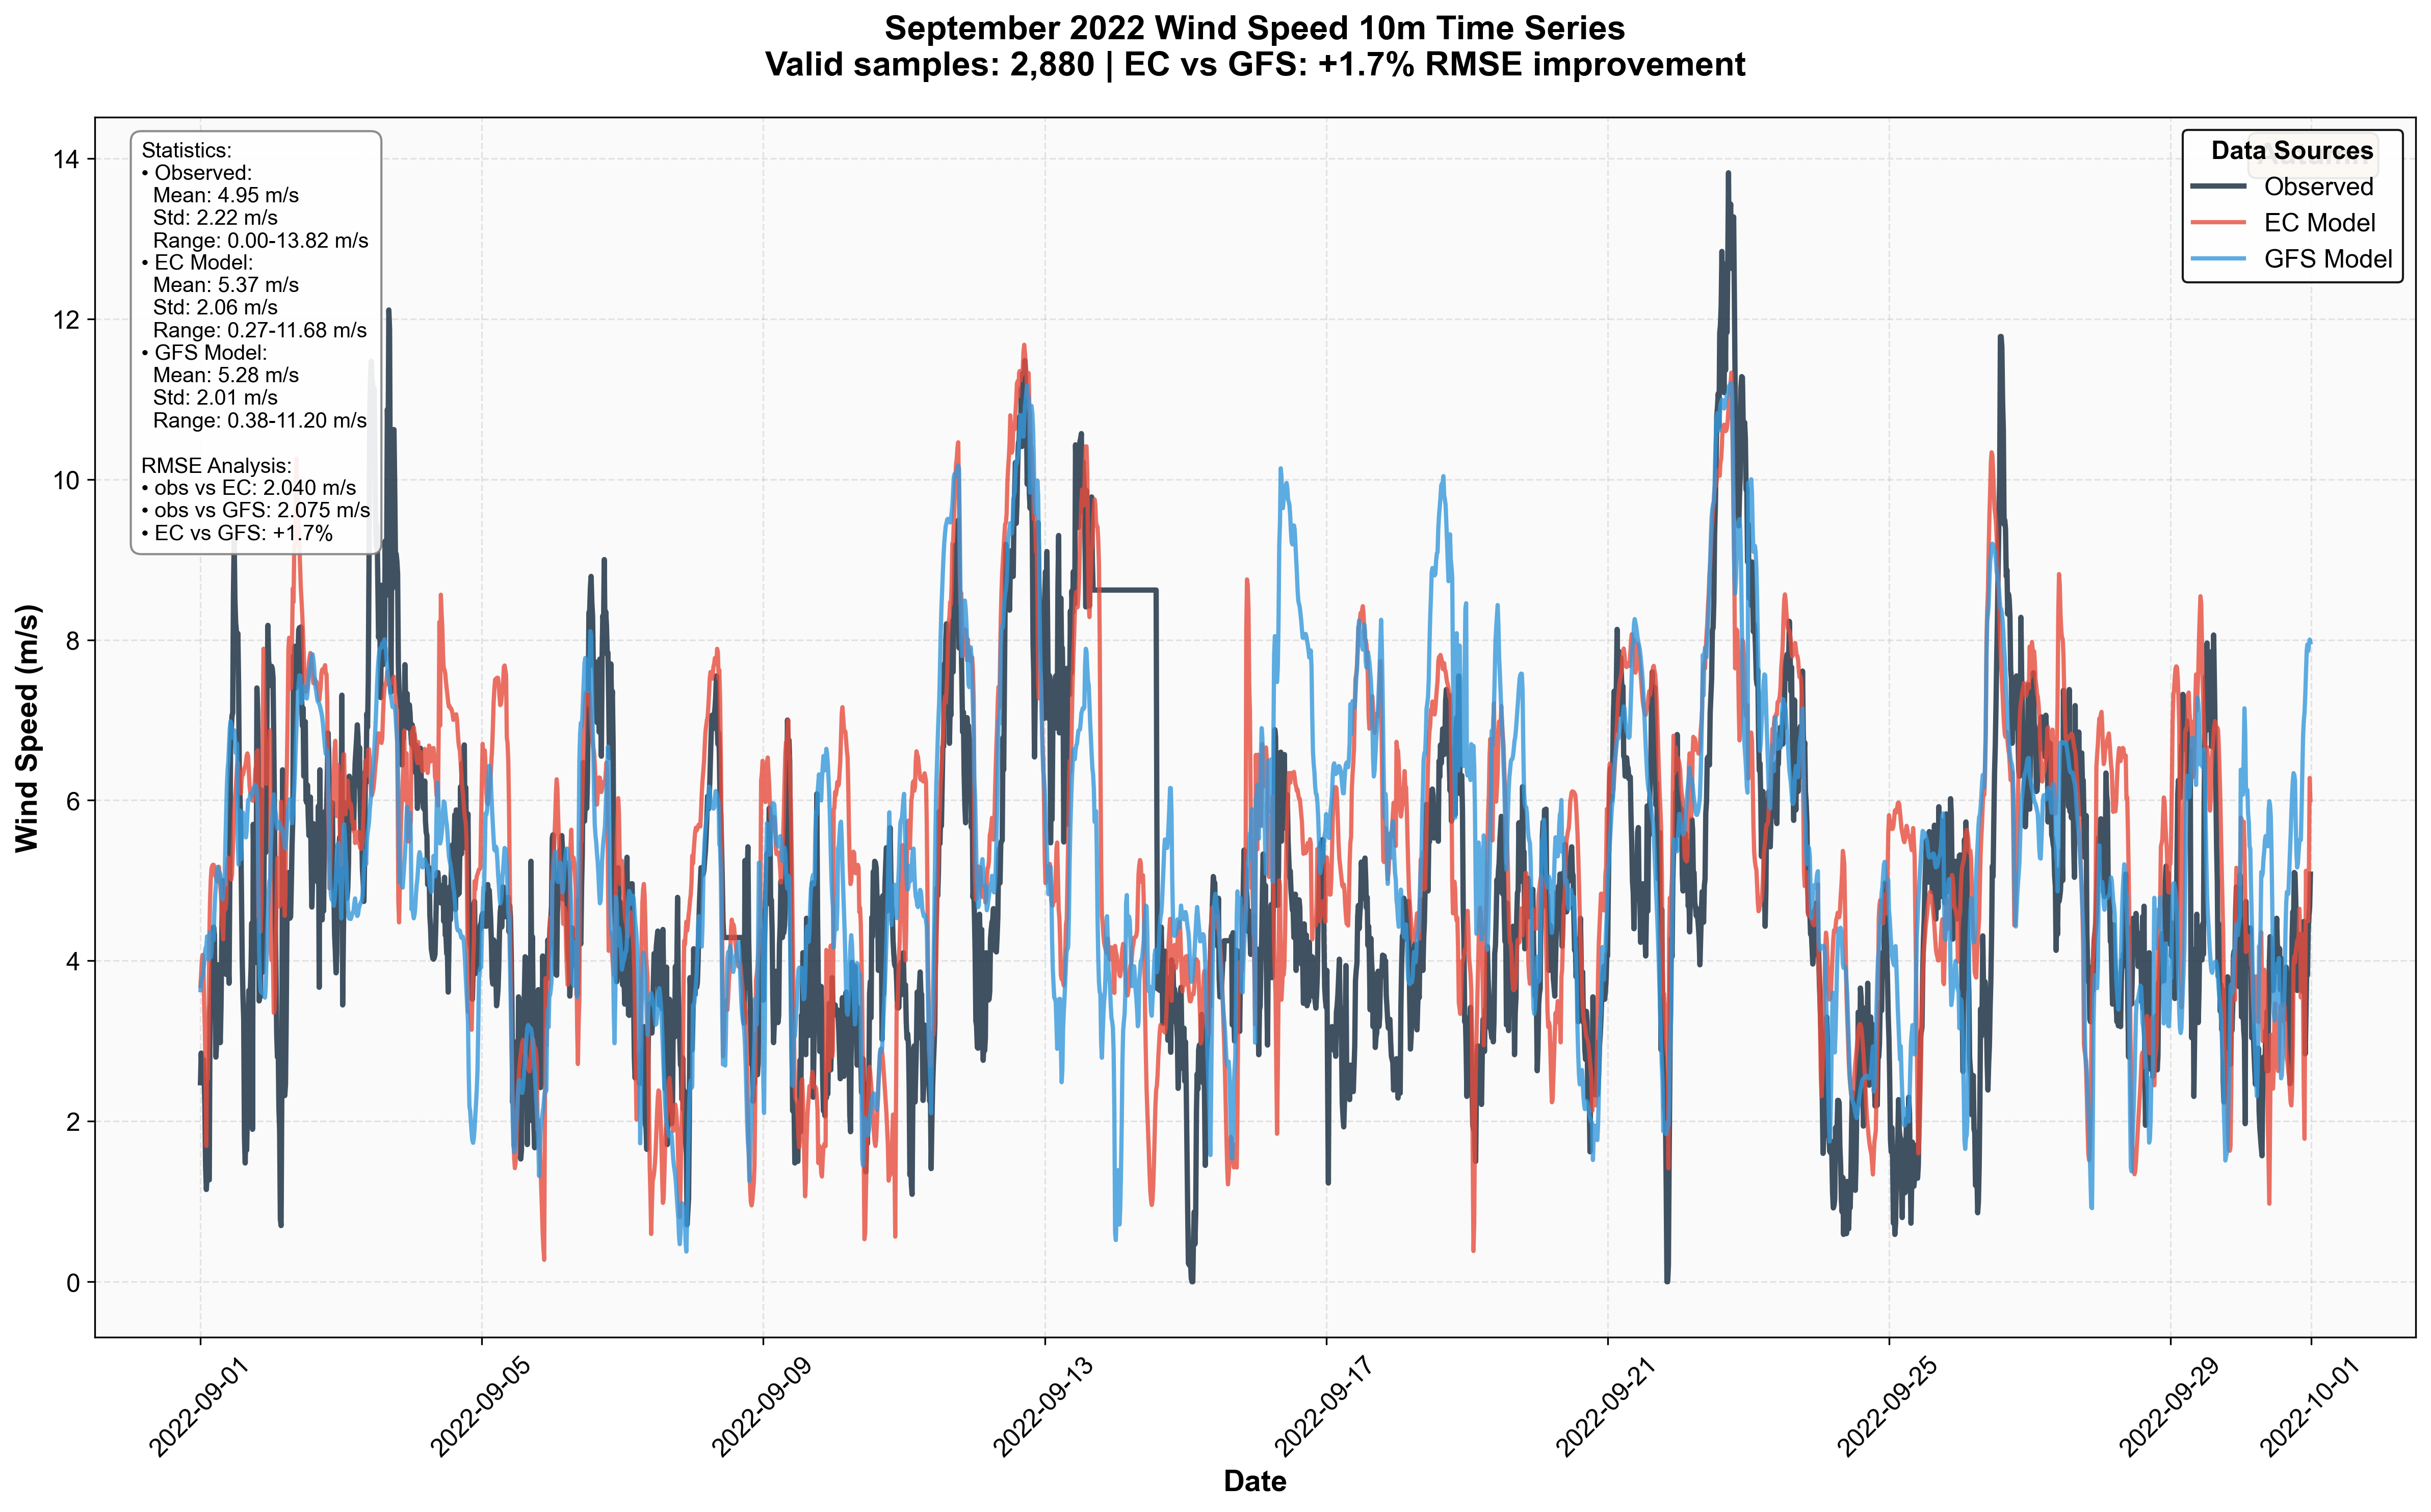 September 2022 Wind Speed 10m Time Series
Valid samples: 2,880 | EC vs GFS: +1.7% RMSE improvement
Statistics:
• Observed:
Mean: 4.95 m/s
Std: 2.22 m/s
Range: 0.00-13.82 m/s
• EC Model:
Mean: 5.37 m/s
Std: 2.06 m/s
Range: 0.27-11.68 m/s
• GFS Model:
Mean: 5.28 m/s
Std: 2.01 m/s
Range: 0.38-11.20 m/s
RMSE Analysis:
• obs vs EC: 2.040 m/s
• obs vs GFS: 2.075 m/s
• EC vs GFS: +1.7%
Data Sources
Observed
EC Model
GFS Model
Wind Speed (m/s)
14
12
10
8
6
4
2
0
2022-09-01
2022-09-05
2022-09-09
2022-09-13
2022-09-17
2022-09-21
2022-09-25
2022-09-29
2022-10-01
Date